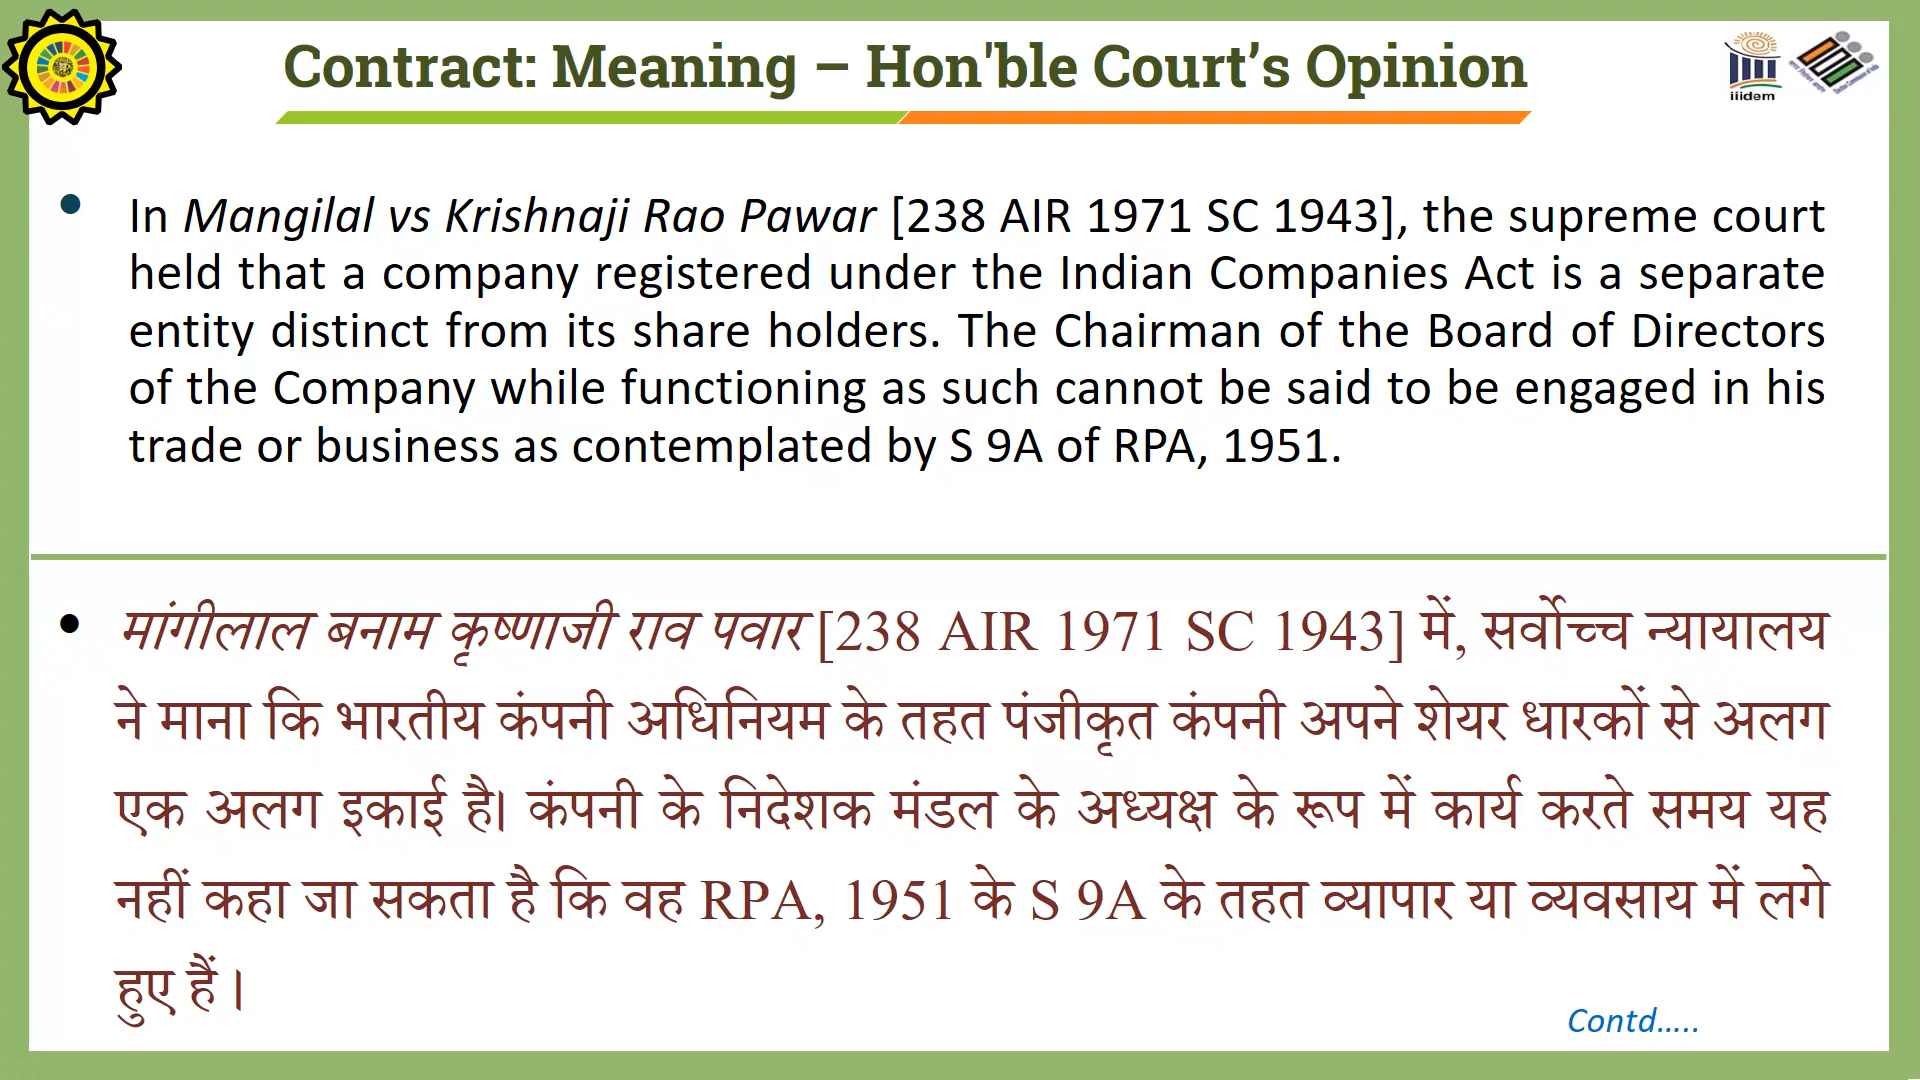 Contract: Meaning – Hon'ble Court’s Opinion
iiidem
• In Mangilal vs Krishnaji Rao Pawar [238 AIR 1971 SC 1943], the supreme court
held that a company registered under the Indian Companies Act is a separate
entity distinct from its share holders. The Chairman of the Board of Directors
of the Company while functioning as such cannot be said to be engaged in his
trade or business as contemplated by S 9A of RPA, 1951.
• मांगीलाल बनाम कृष्णाजी राव पवार [238 AIR 1971 SC 1943] में, सर्वोच्च न्यायालय
ने माना कि भारतीय कंपनी अधिनियम के तहत पंजीकृत कंपनी अपने शेयर धारकों से अलग
एक अलग इकाई है। कंपनी के निदेशक मंडल के अध्यक्ष के रूप में कार्य करते समय यह
नहीं कहा जा सकता है कि वह RPA, 1951 के S 9A के तहत व्यापार या व्यवसाय में लगे
हुए हैं ।
Contd.....